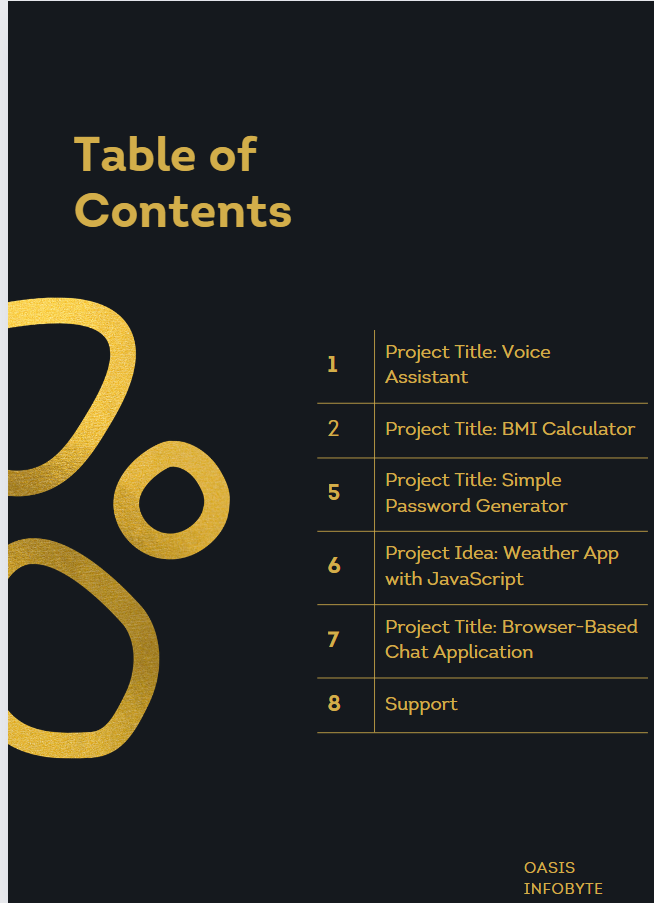 Table of
Contents
1 Project Title: Voice
Assistant
2 Project Title: BMI Calculator
5 Project Title: Simple
Password Generator
6 Project Idea: Weather App
with JavaScript
7 Project Title: Browser-Based
Chat Application
8 Support
OASIS
INFOBYTE